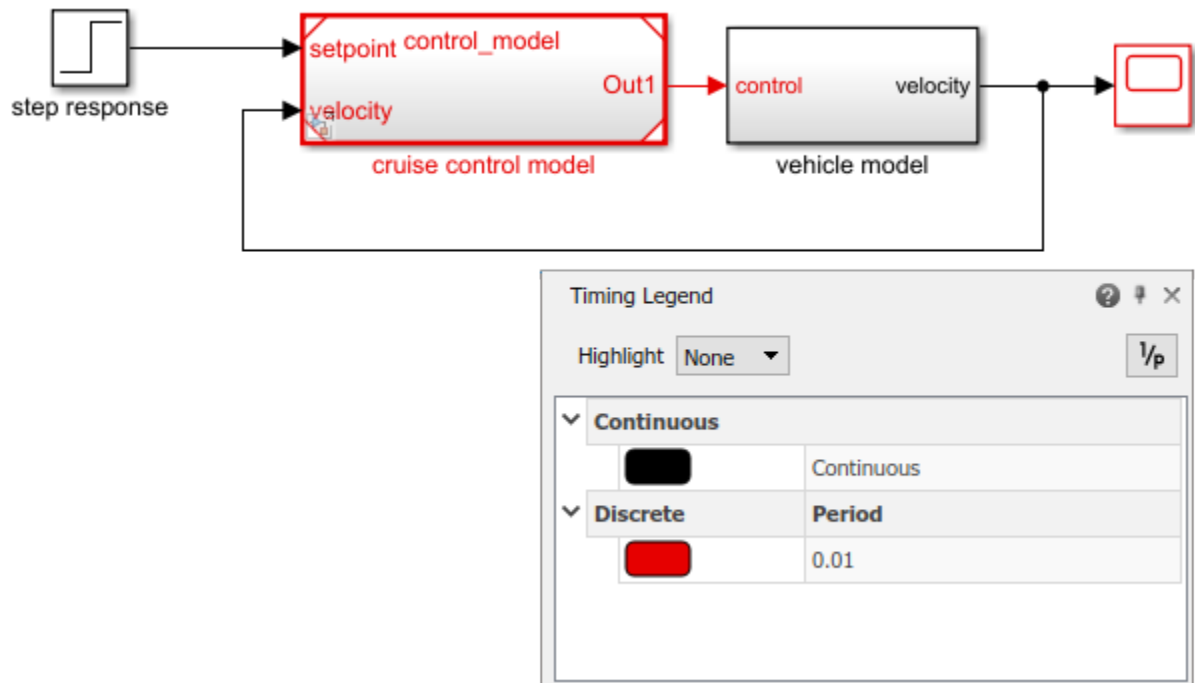 setpoint control_model
Out1
control
velocity
step response
velocity
cruise control model
vehicle model
Timing Legend
Highlight None 1/p
Continuous
Continuous
Discrete Period
0.01